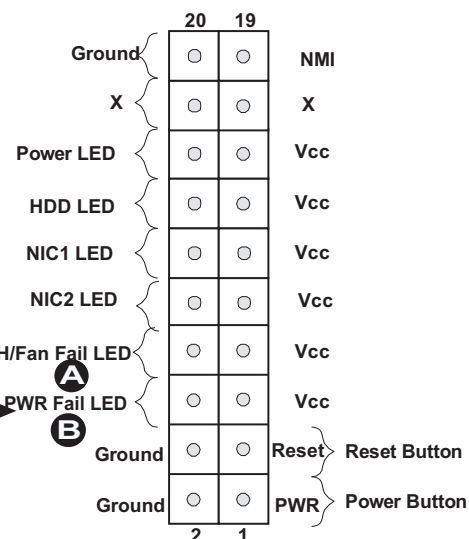 20 19
Ground NMI
X X
Power LED Vcc
HDD LED Vcc
NIC1 LED Vcc
NIC2 LED Vcc
H/Fan Fail LED Vcc
A
PWR Fail LED Vcc
B
Ground Reset Reset Button
Ground PWR Power Button
2 1